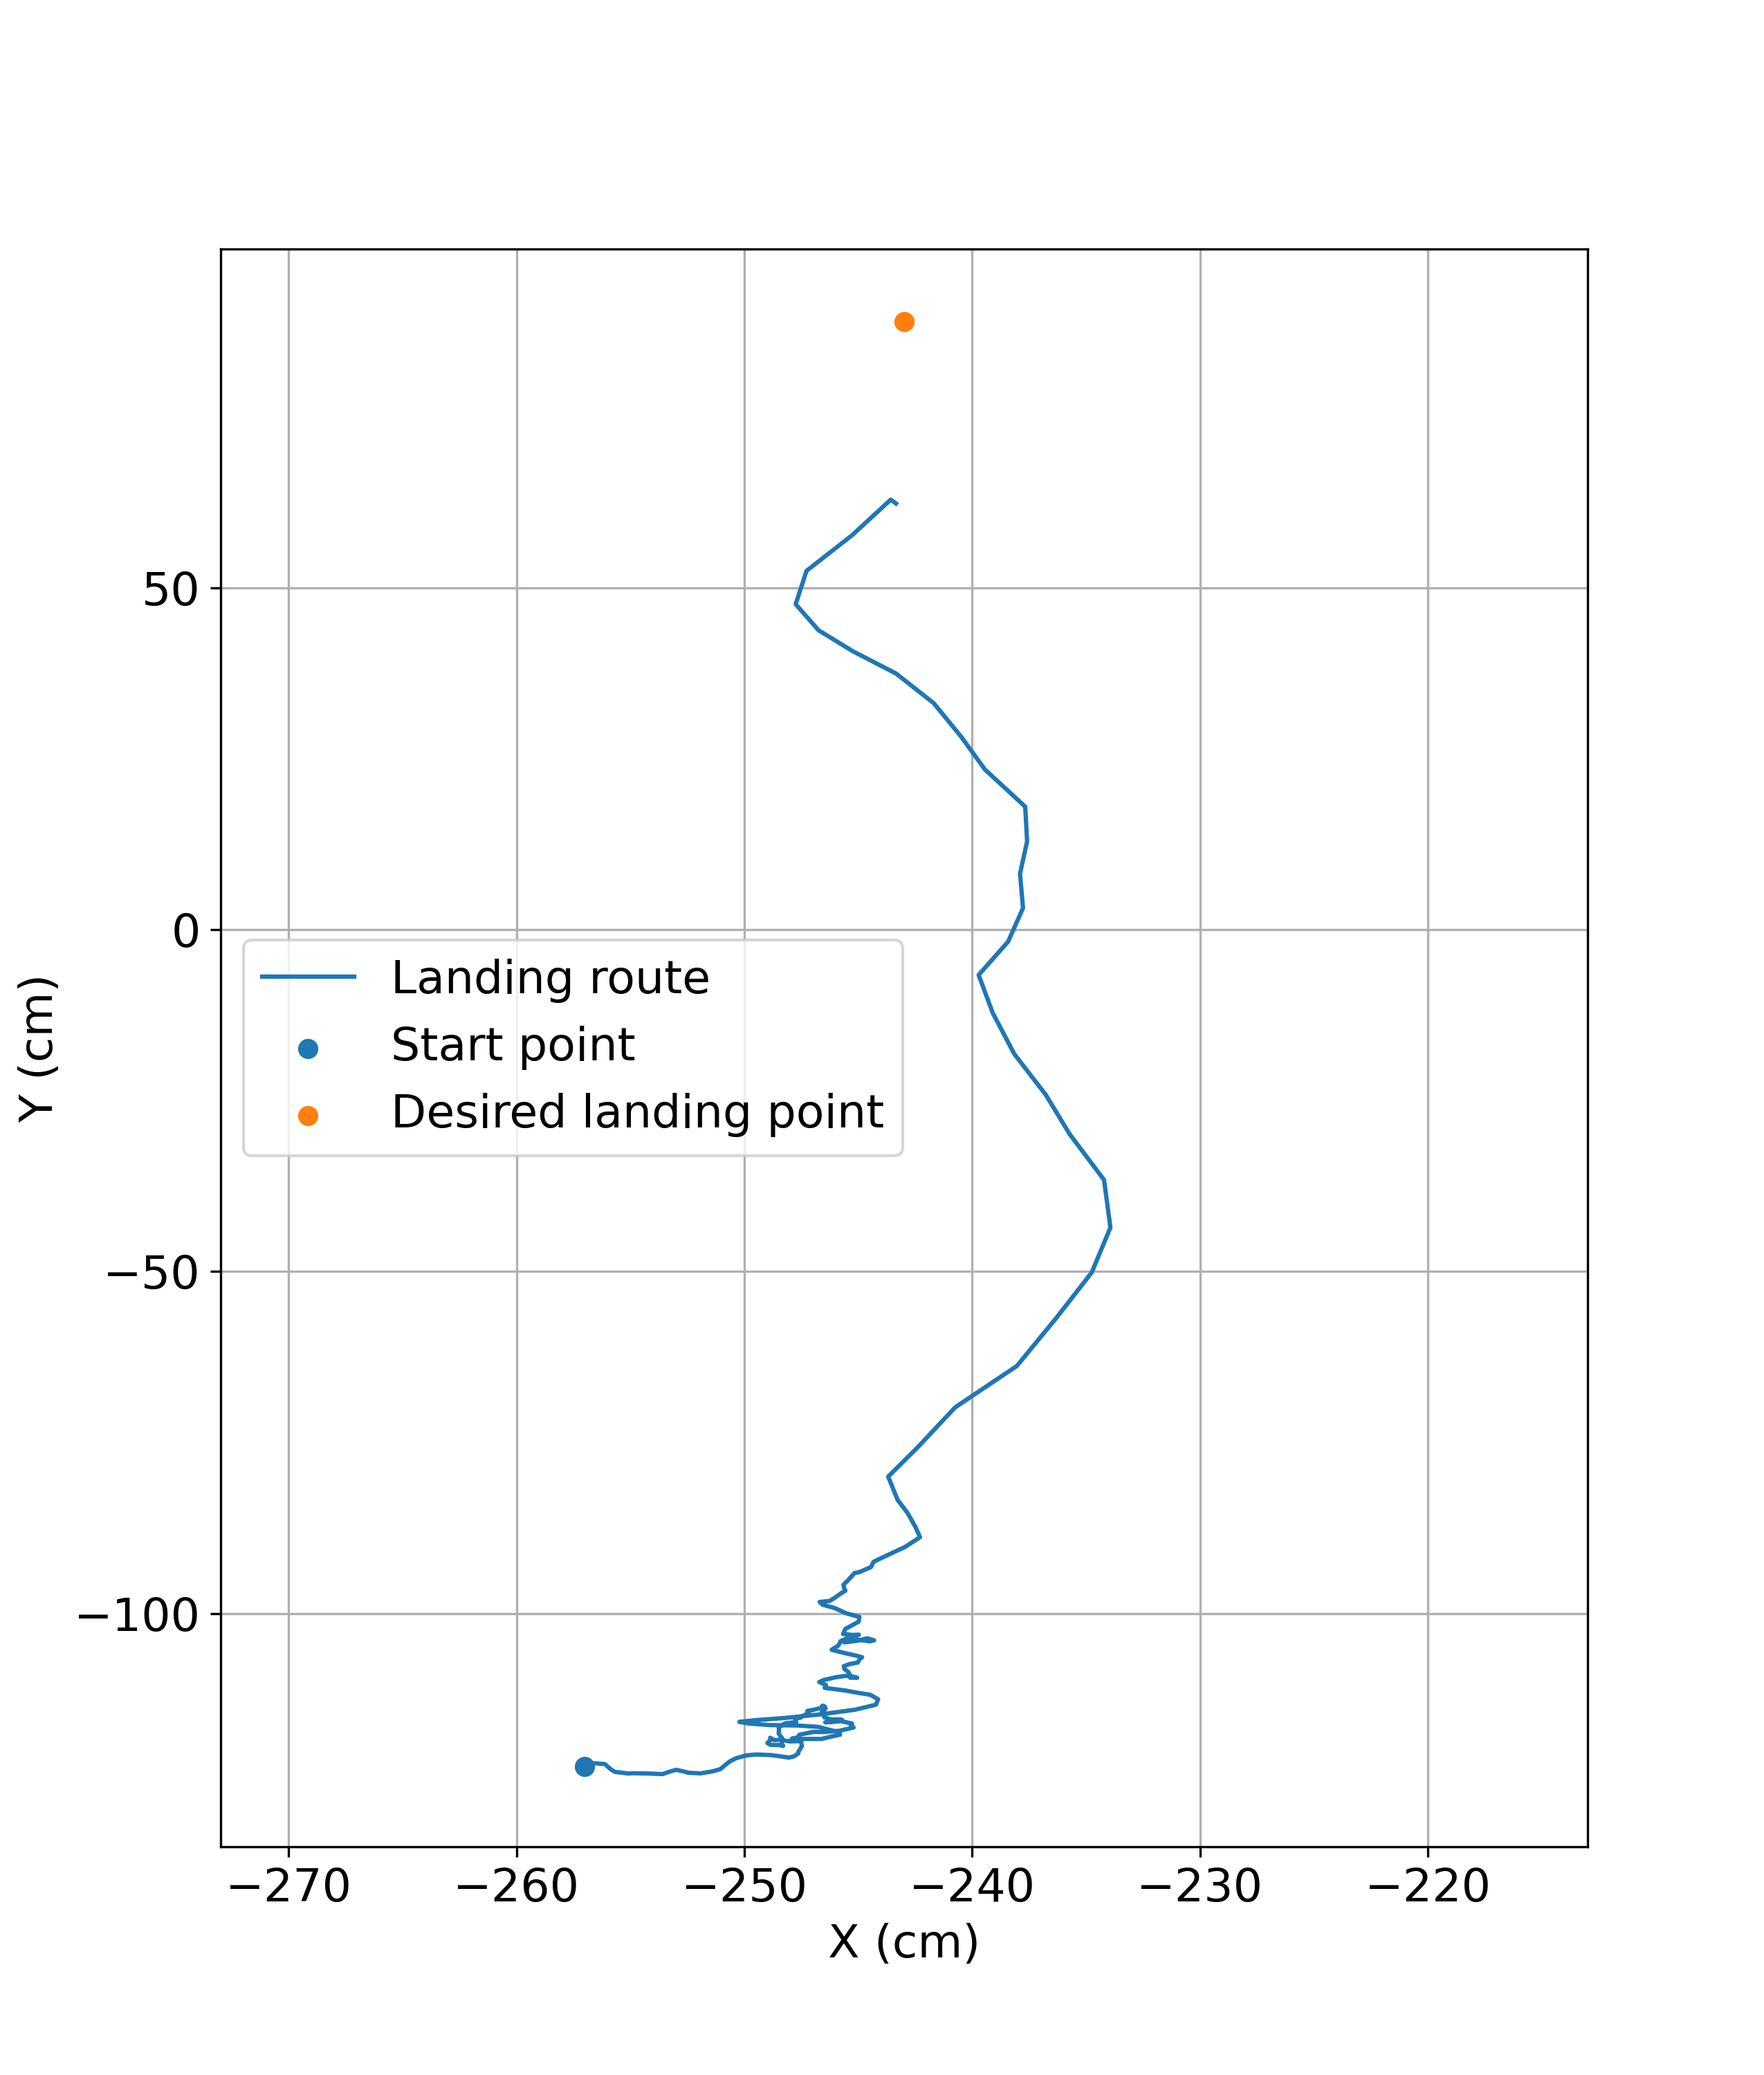 50
0
−50
−100
Y (cm)
Landing route
Start point
Desired landing point
−270
−260
−250
−240
−230
−220
X (cm)